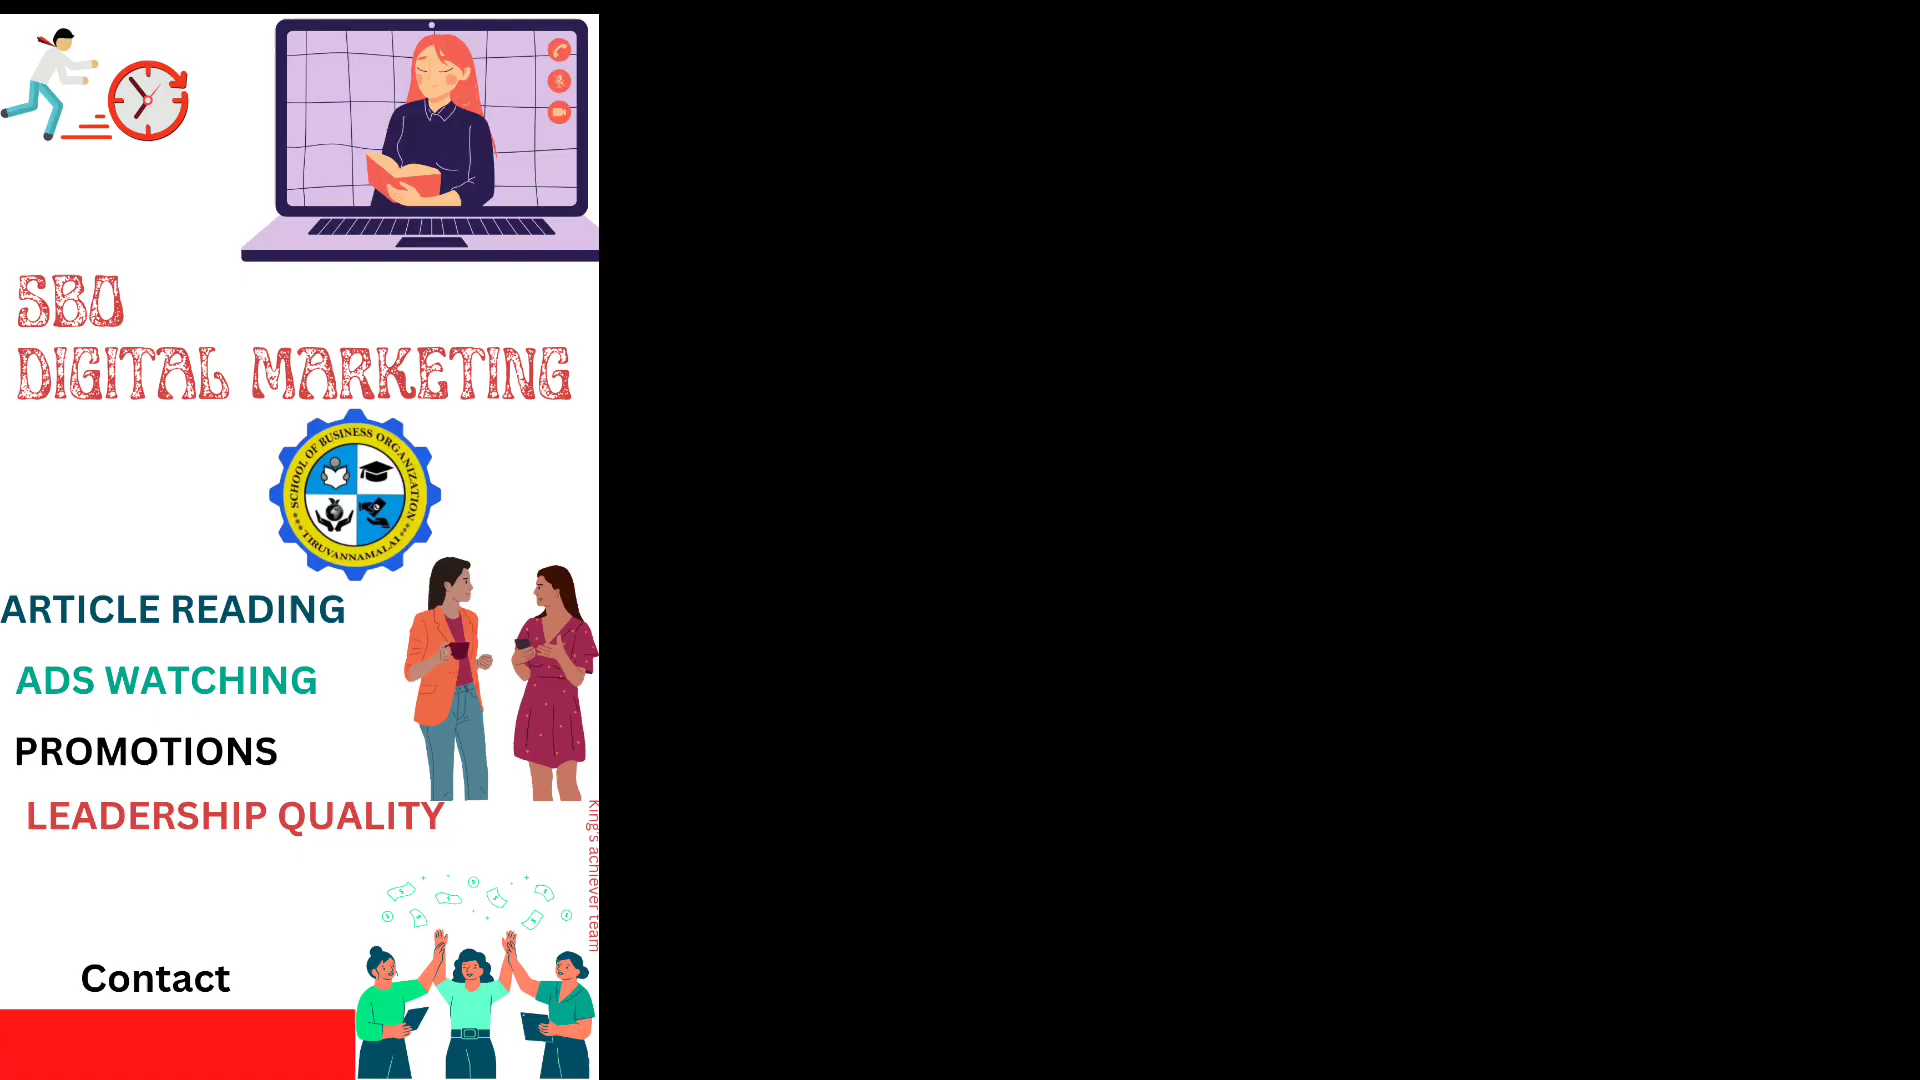 SBO
DIGITAL MARKETING
SCHOOL OF BUSINESS ORGANIZATION
TIRUVANNAMALAI
ARTICLE READING
ADS WATCHING
PROMOTIONS
LEADERSHIP QUALITY
King's achiever team
Contact